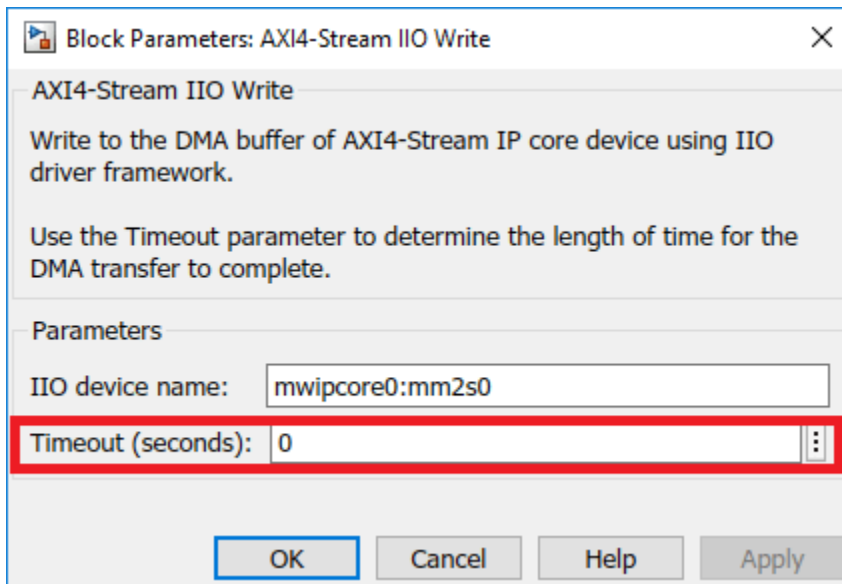 Block Parameters: AXI4-Stream IIO Write
AXI4-Stream IIO Write
Write to the DMA buffer of AXI4-Stream IP core device using IIO
driver framework.
Use the Timeout parameter to determine the length of time for the
DMA transfer to complete.
Parameters
IIO device name: mwipcore0:mm2s0
Timeout (seconds): 0
OK Cancel Help Apply